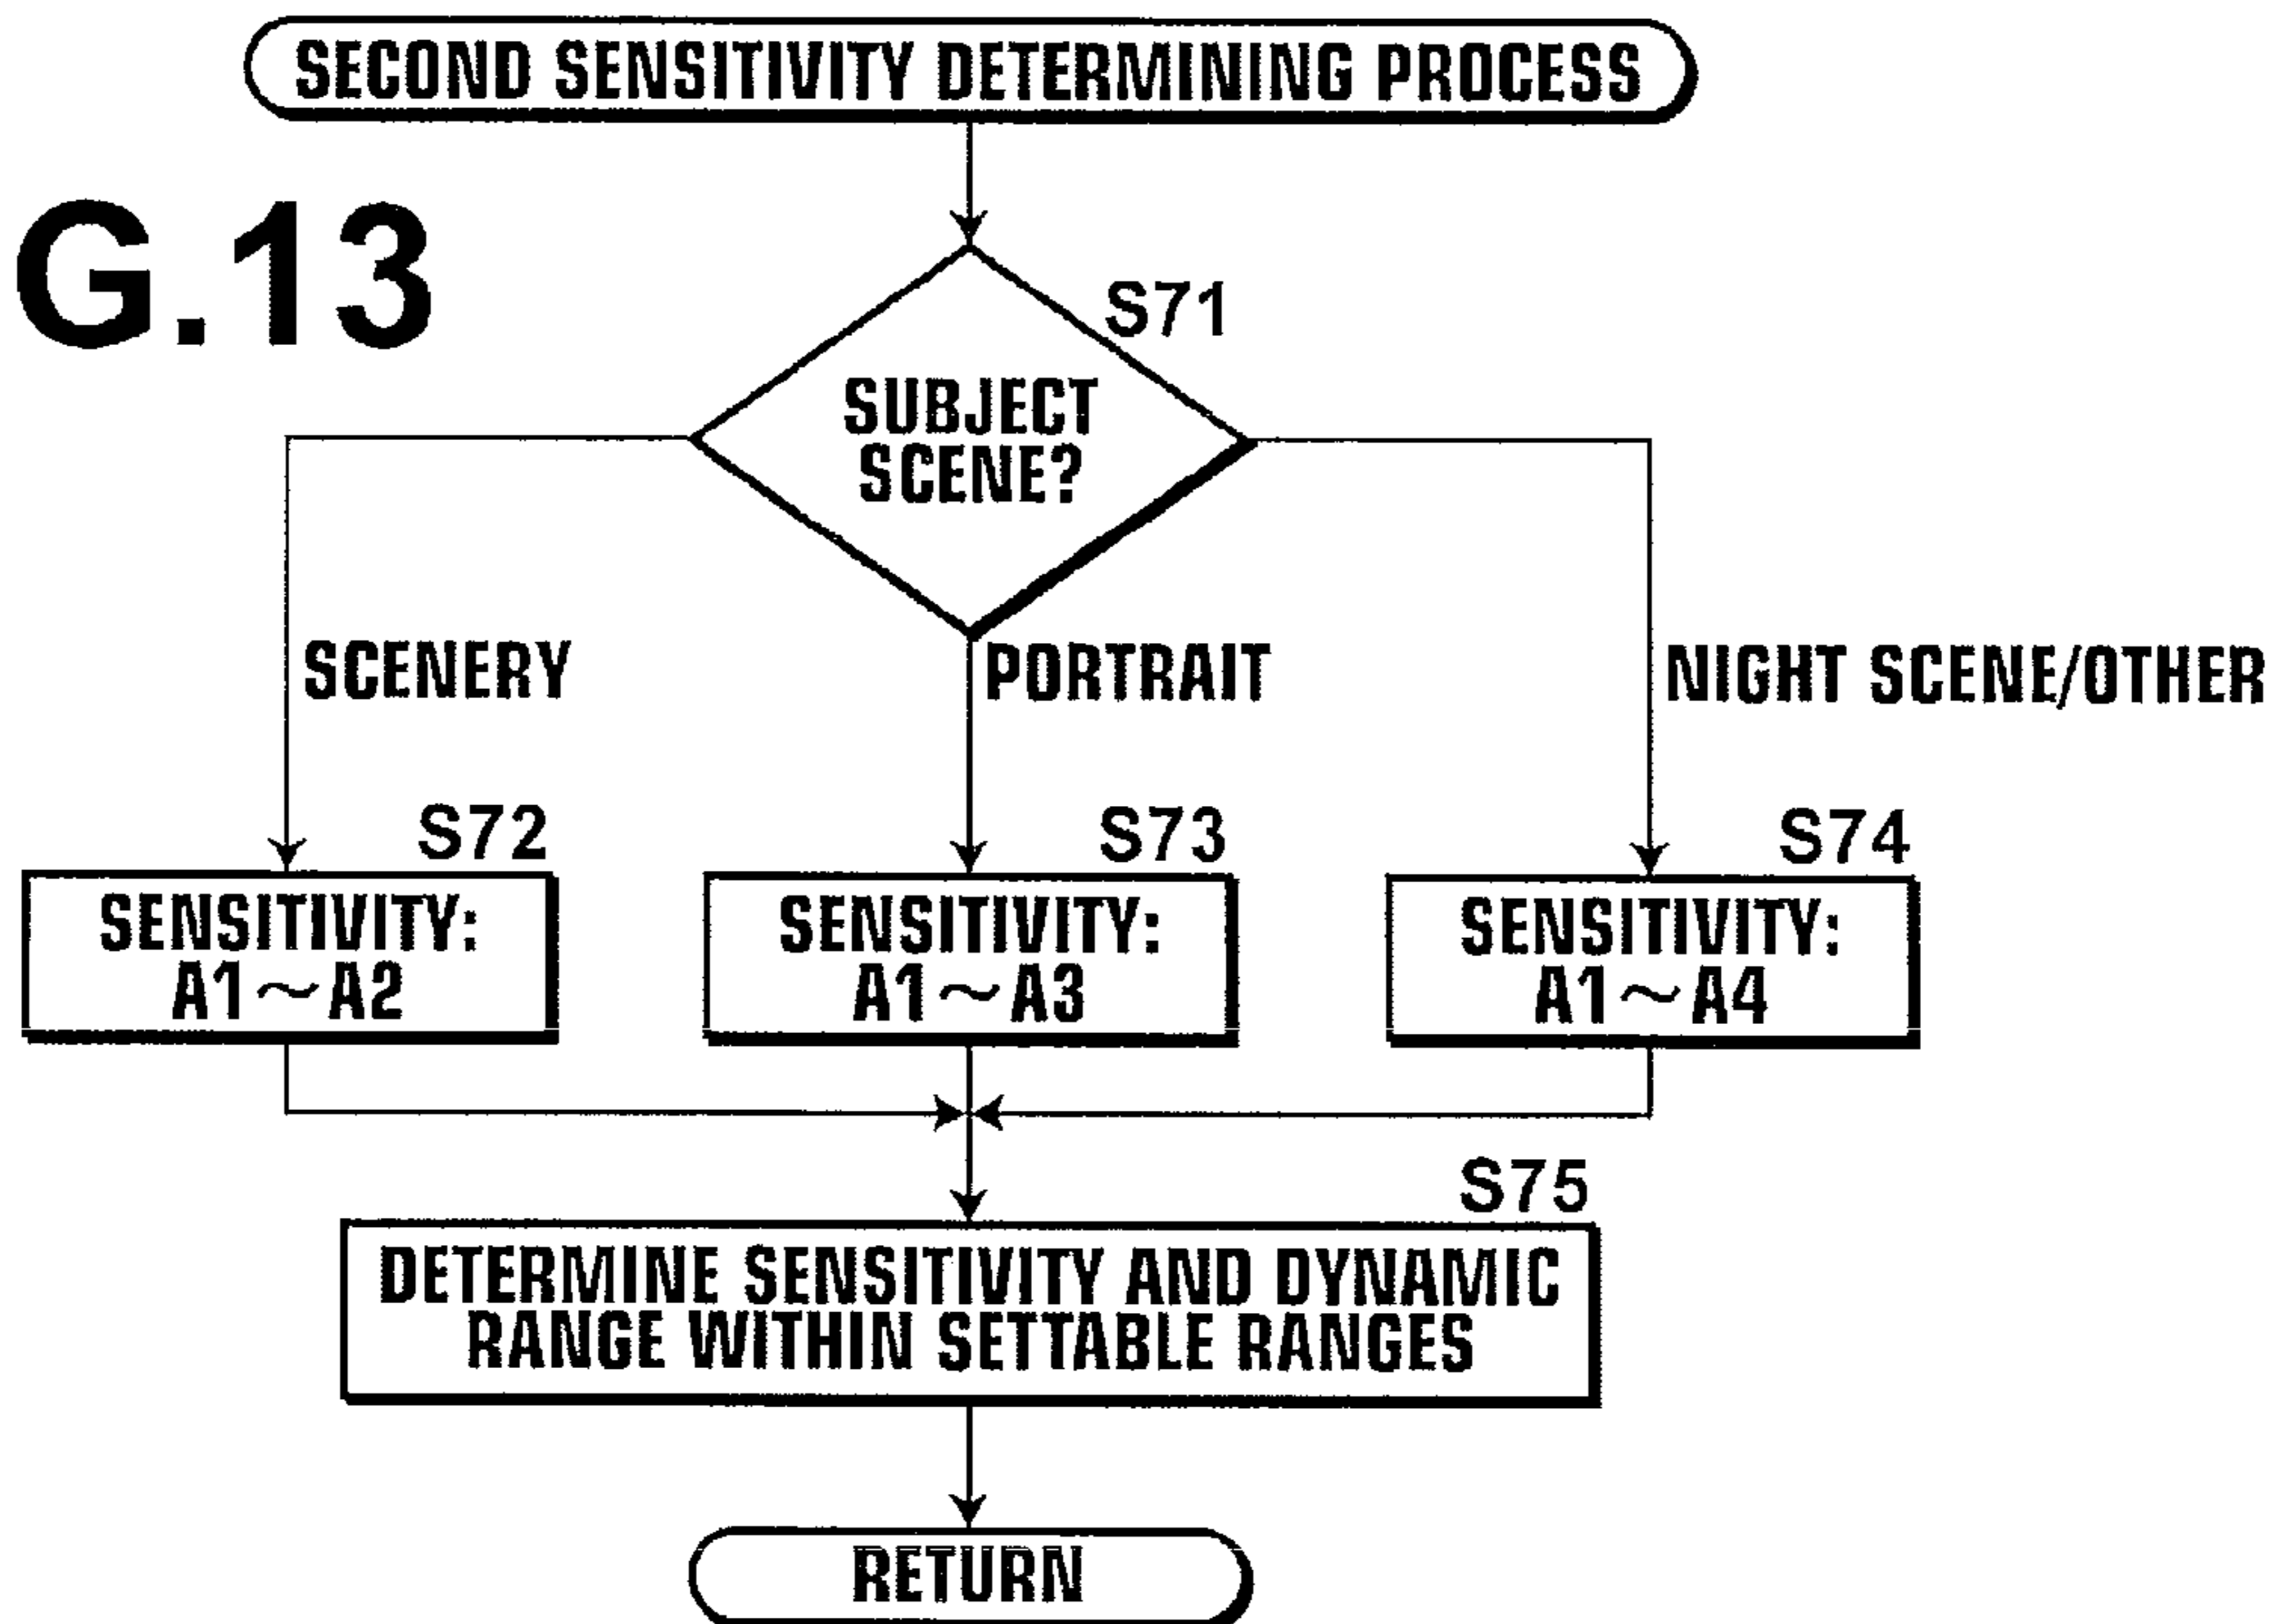 SECOND SENSITIVITY DETERMINING PROCESS
G.13
S71
SUBJECT
SCENE?
SCENERY
PORTRAIT
NIGHT SCENE/OTHER
S72
S73
S74
SENSITIVITY:
A1~A2
SENSITIVITY:
A1~A3
SENSITIVITY:
A1~A4
S75
DETERMINE SENSITIVITY AND DYNAMIC
RANGE WITHIN SETTABLE RANGES
RETURN